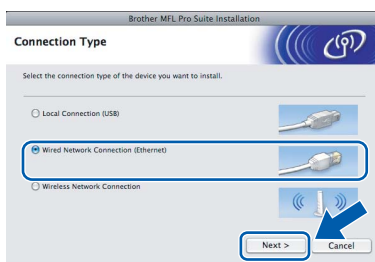 Brother MFL Pro Suite Installation
Connection Type
Select the connection type of the device you want to install.
Local Connection (USB)
Wired Network Connection (Ethernet)
Wireless Network Connection
Next >
Cancel